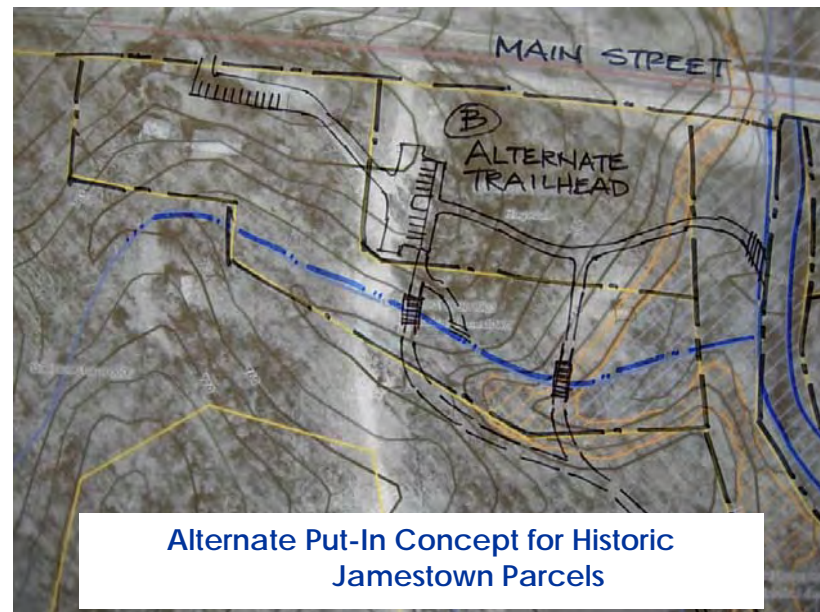 MAIN STREET
B
ALTERNATE
TRAILHEAD
Alternate Put-In Concept for Historic
Jamestown Parcels